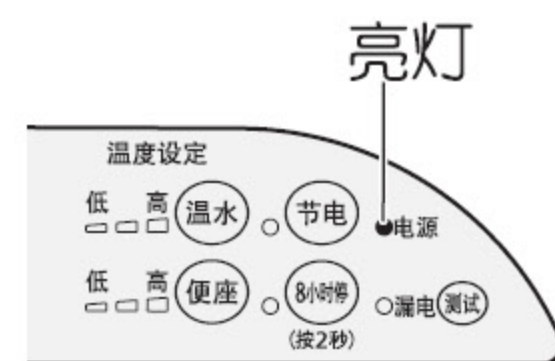 亮灯
温度设定
低 高 温水 节电 电源
低 高 便座 8小时停 漏电 测试
(按2秒)